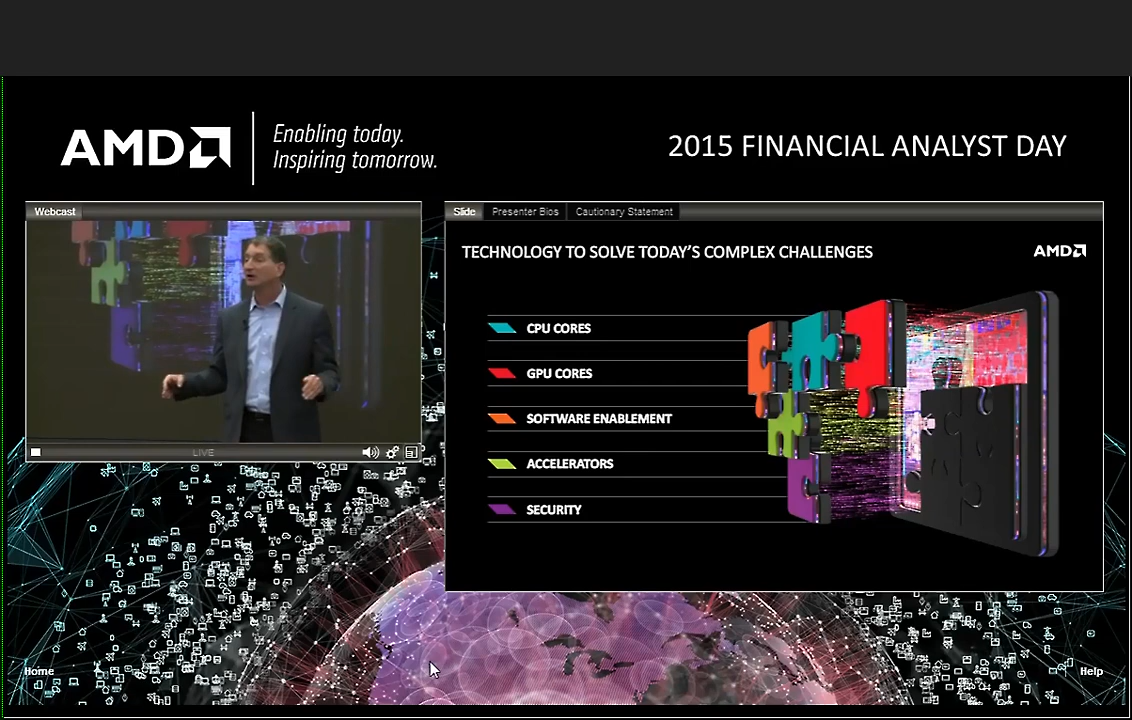 AMD
Enabling today.
Inspiring tomorrow.
2015 FINANCIAL ANALYST DAY
Webcast
LIVE
Slide Presenter Bios Cautionary Statement
TECHNOLOGY TO SOLVE TODAY'S COMPLEX CHALLENGES
AMD
CPU CORES
GPU CORES
SOFTWARE ENABLEMENT
ACCELERATORS
SECURITY
Home
Help